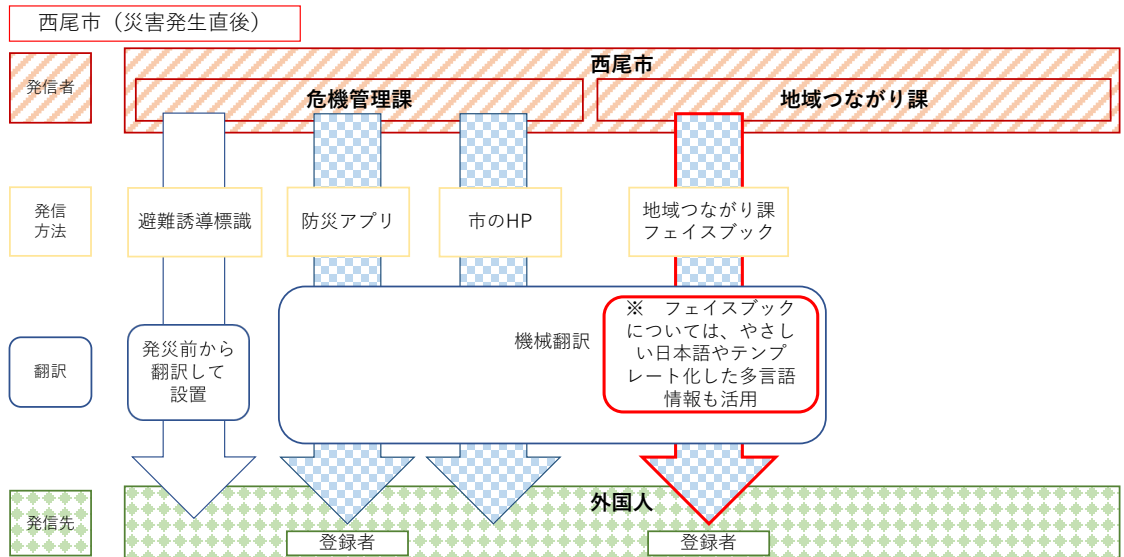 西尾市（災害発生直後）
発信者
西尾市
危機管理課
地域つながり課
発信
方法
避難誘導標識
防災アプリ
市のHP
地域つながり課
フェイスブック
翻訳
発災前から
翻訳して
設置
機械翻訳
※　フェイスブック
については、やさし
い日本語やテンプ
レート化した多言語
情報も活用
発信先
外国人
登録者
登録者